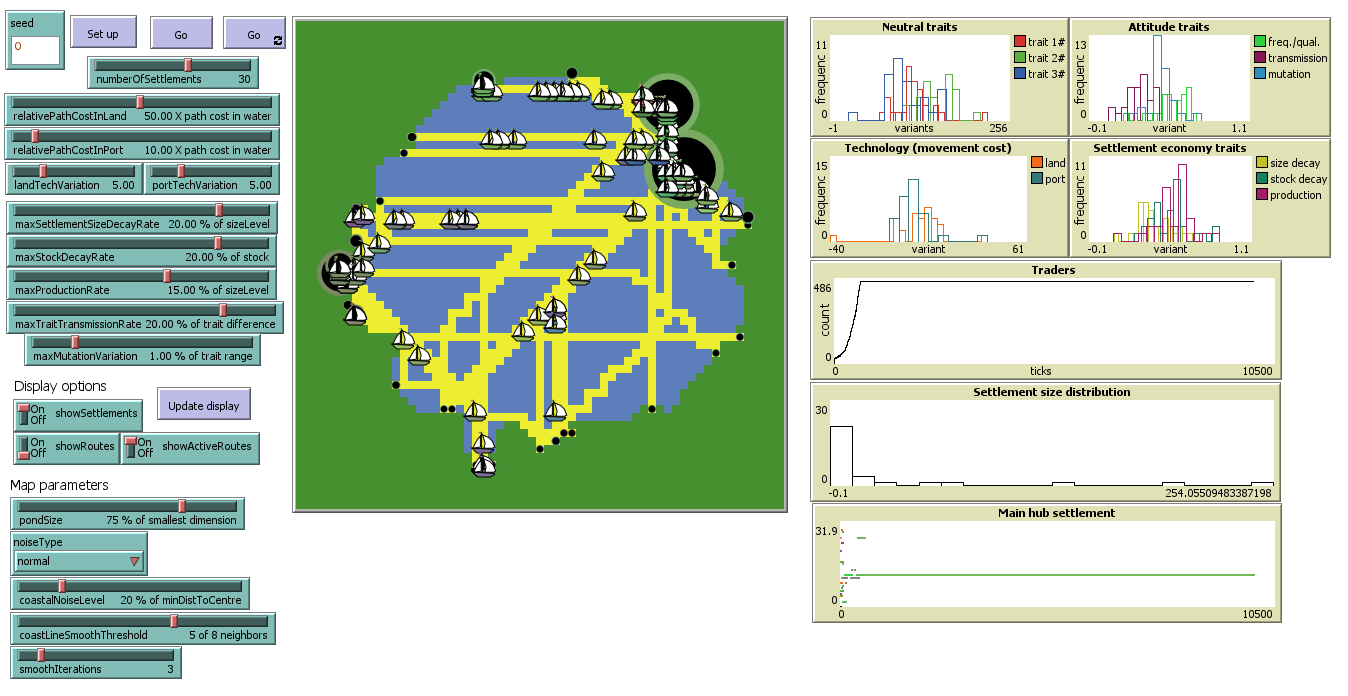 seed
0
Set up
Go
Go
numberOfSettlements 30
relativePathCostInLand 50.00 X path cost in water
relativePathCostInPort 10.00 X path cost in water
landTechVariation 5.00
portTechVariation 5.00
maxSettlementSizeDecayRate 20.00 % of sizeLevel
maxStockDecayRate 20.00 % of stock
maxProductionRate 15.00 % of sizeLevel
maxTraitTransmissionRate 20.00 % of trait difference
maxMutationVariation 1.00 % of trait range
Display options
Update display
On
Off
showSettlements
On
Off
showRoutes
On
Off
showActiveRoutes
Map parameters
pondSize 75 % of smallest dimension
noiseType
normal
coastalNoiseLevel 20 % of minDistToCentre
coastLineSmoothThreshold 5 of 8 neighbors
smoothIterations 3
Neutral traits
frequenc
11
0
-1
variants
256
trait 1#
trait 2#
trait 3#
Attitude traits
frequenc
13
0
-0.1
variant
1.1
freq./qual.
transmission
mutation
Technology (movement cost)
frequenc
15
0
-40
variant
61
land
port
Settlement economy traits
frequenc
11
0
-0.1
variant
1.1
size decay
stock decay
production
Traders
count
486
0
0
ticks
10500
Settlement size distribution
30
0
-0.1
254.05509483387198
Main hub settlement
31.9
0
0
10500